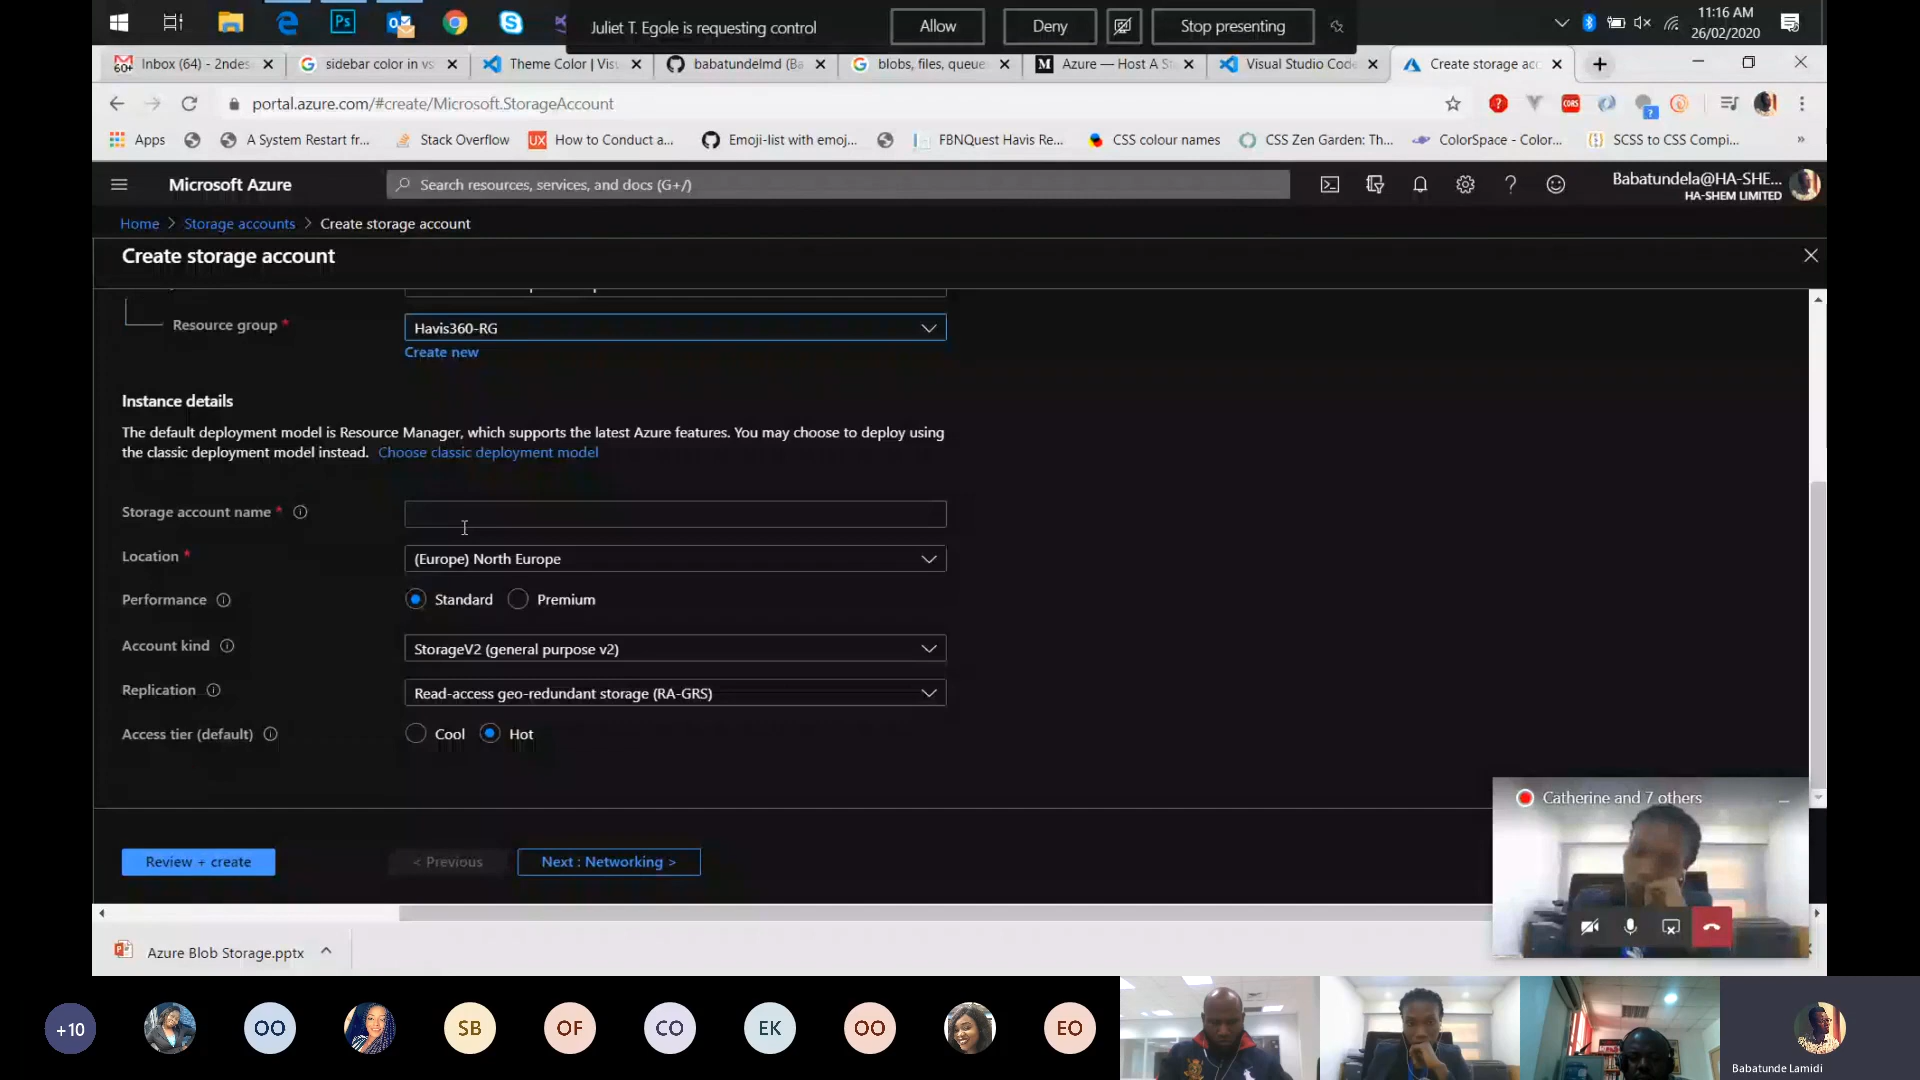 Juliet T. Egole is requesting control
Allow
Deny
Stop presenting
11:16 AM
26/02/2020
Inbox (64) - 2ndes
sidebar color in vs
Theme Color | Visu
babatundelmd (Ba
blobs, files, queue
Azure — Host A St
Visual Studio Code
Create storage acc
portal.azure.com/#create/Microsoft.StorageAccount
CORS
Apps
A System Restart fr...
Stack Overflow
UX
How to Conduct a...
Emoji-list with emoj...
FBNQuest Havis Re...
CSS colour names
CSS Zen Garden: Th...
ColorSpace - Color...
SCSS to CSS Compi...
»
Microsoft Azure
Search resources, services, and docs (G+/)
Babatundela@HA-SHE...
HA-SHEM LIMITED
Home > Storage accounts > Create storage account
Create storage account
Resource group *
Havis360-RG
Create new
Instance details
The default deployment model is Resource Manager, which supports the latest Azure features. You may choose to deploy using
the classic deployment model instead. Choose classic deployment model
Storage account name *
Location *
(Europe) North Europe
Performance
Standard
Premium
Account kind
StorageV2 (general purpose v2)
Replication
Read-access geo-redundant storage (RA-GRS)
Access tier (default)
Cool
Hot
Catherine and 7 others
Review + create
< Previous
Next : Networking >
Azure Blob Storage.pptx
+10
OO
SB
OF
CO
EK
OO
EO
Babatunde Lamidi